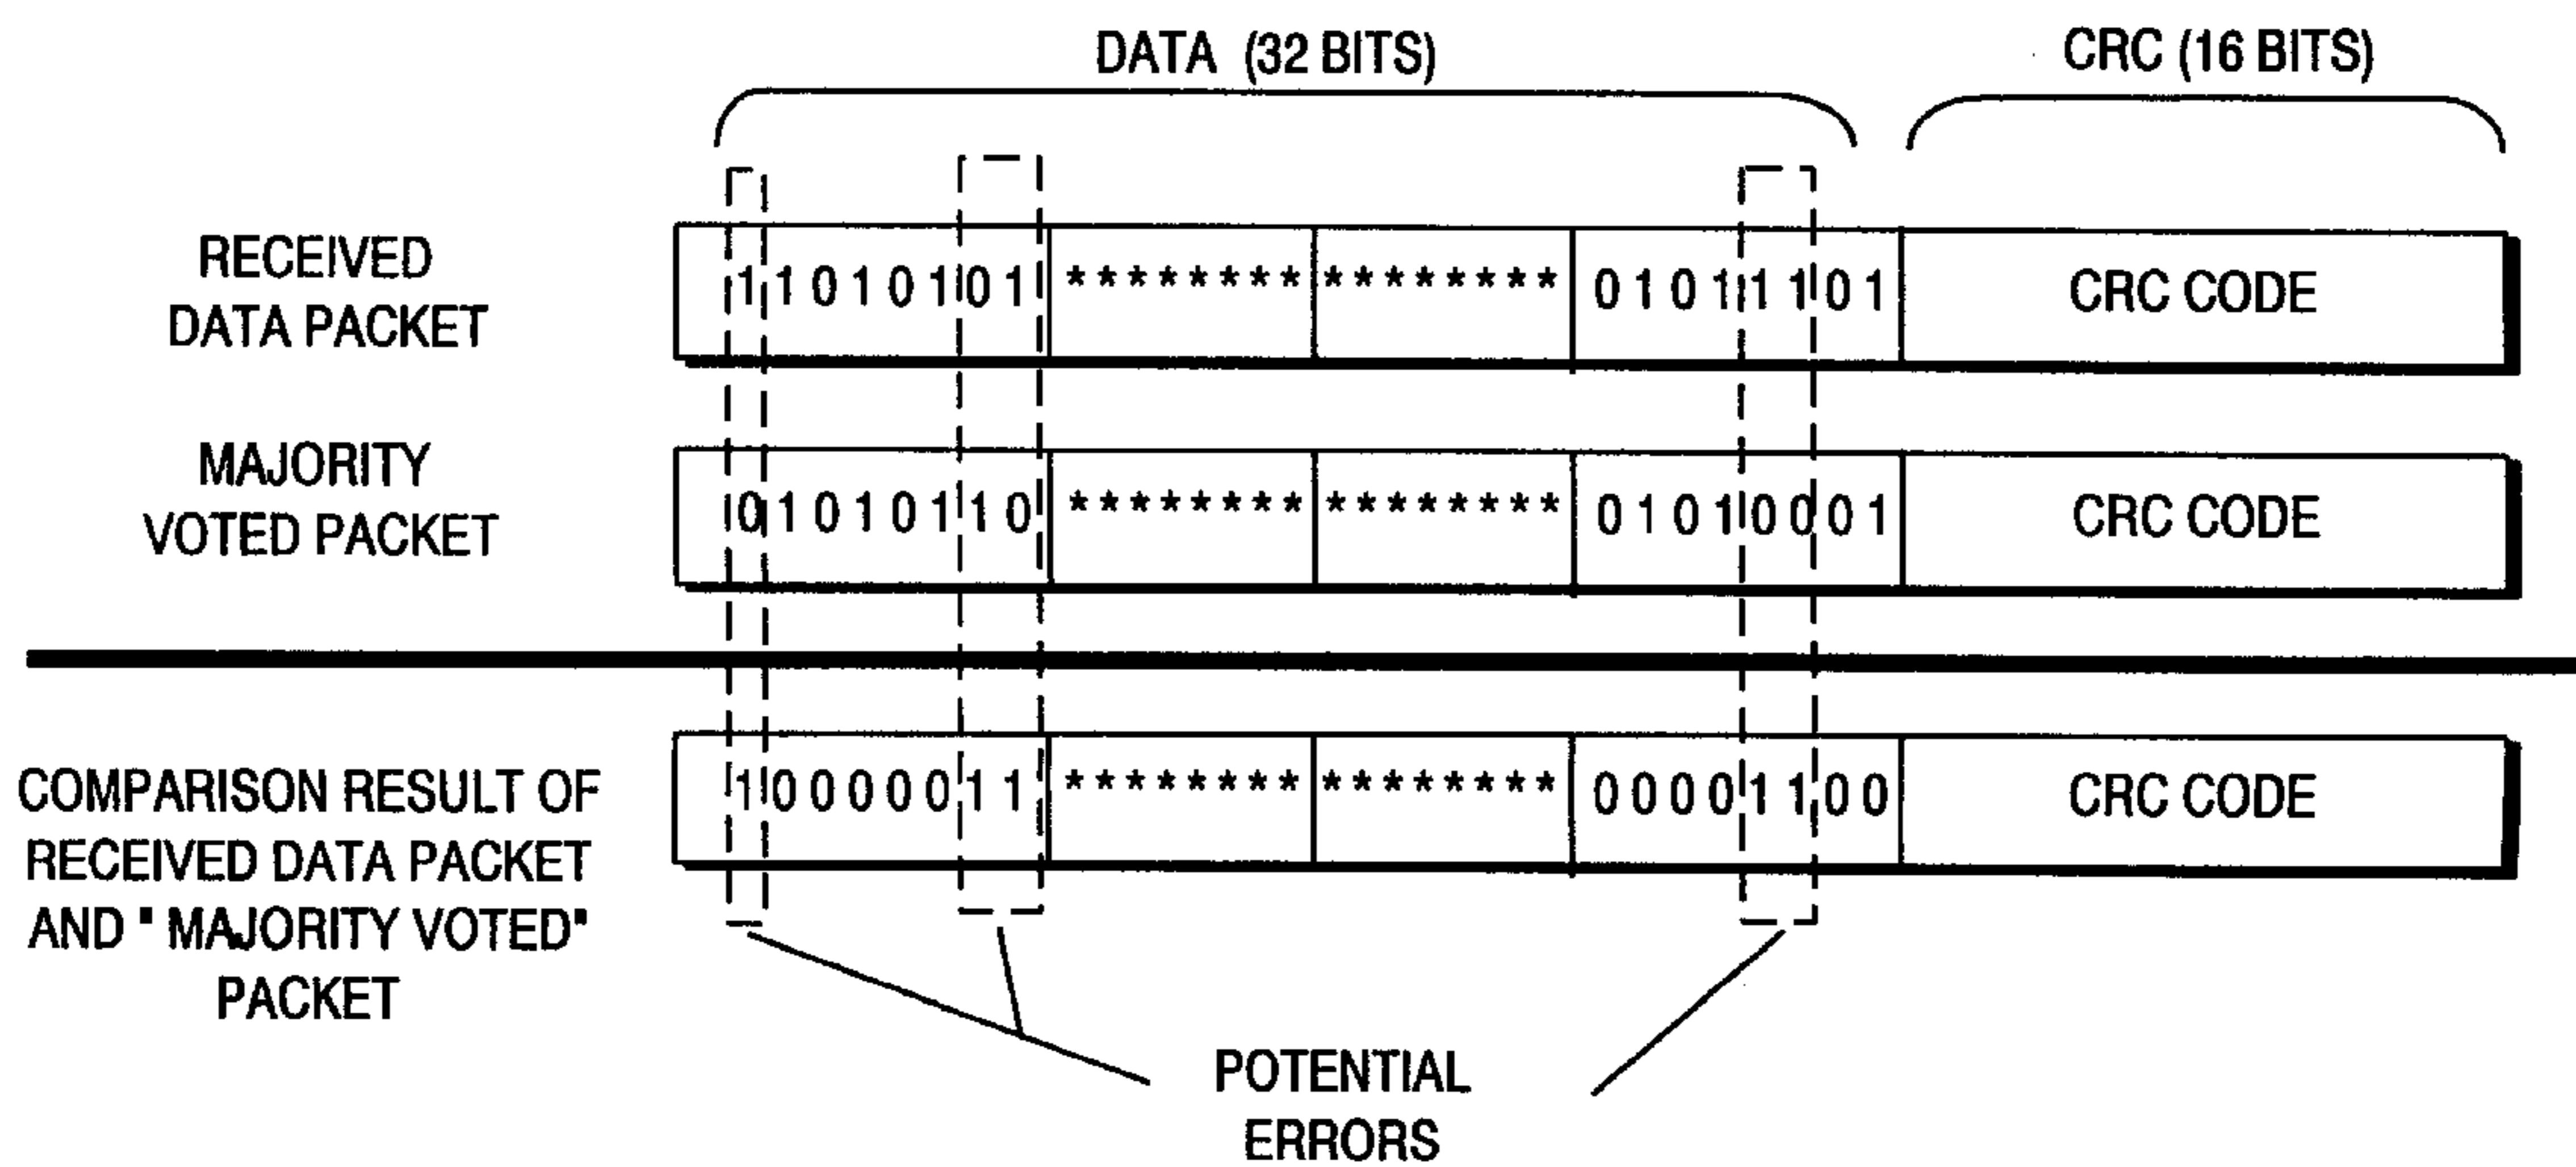 DATA (32 BITS)
CRC (16 BITS)
RECEIVED
DATA PACKET
1 1 0 1 0 1 0 1 * * * * * * * * * * * * * * * * 0 1 0 1 1 1 0 1 CRC CODE
MAJORITY
VOTED PACKET
0 1 0 1 0 1 1 0 * * * * * * * * * * * * * * * * 0 1 0 1 0 0 0 1 CRC CODE
COMPARISON RESULT OF
RECEIVED DATA PACKET
AND " MAJORITY VOTED"
PACKET
1 0 0 0 0 0 1 1 * * * * * * * * * * * * * * * * 0 0 0 0 1 1 0 0 CRC CODE
POTENTIAL
ERRORS